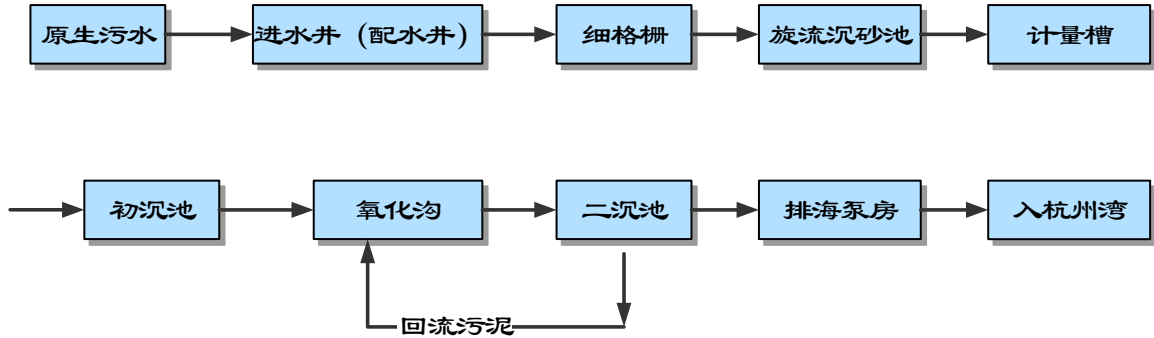 原生污水
进水井（配水井）
细格栅
旋流沉砂池
计量槽
初沉池
氧化沟
二沉池
排海泵房
入杭州湾
回流污泥